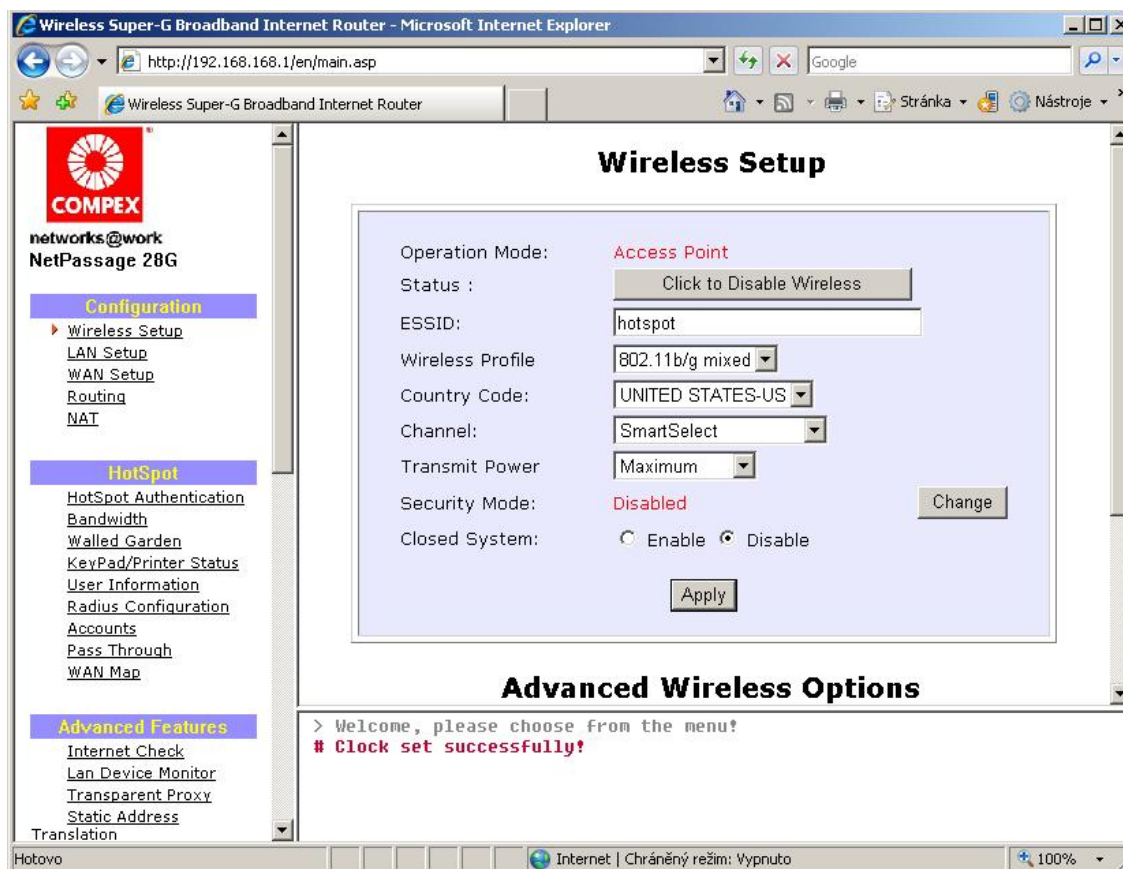 Wireless Super-G Broadband Internet Router - Microsoft Internet Explorer
http://192.168.168.1/en/main.asp
Google
Wireless Super-G Broadband Internet Router
Stránka
Nástroje
COMPEX
networks@work
NetPassage 28G
Configuration
Wireless Setup
LAN Setup
WAN Setup
Routing
NAT
HotSpot
HotSpot Authentication
Bandwidth
Walled Garden
KeyPad/Printer Status
User Information
Radius Configuration
Accounts
Pass Through
WAN Map
Advanced Features
Internet Check
Lan Device Monitor
Transparent Proxy
Static Address
Translation
Wireless Setup
Operation Mode: Access Point
Status : Click to Disable Wireless
ESSID: hotspot
Wireless Profile 802.11b/g mixed
Country Code: UNITED STATES-US
Channel: SmartSelect
Transmit Power Maximum
Security Mode: Disabled Change
Closed System: Enable Disable
Apply
Advanced Wireless Options
> Welcome, please choose from the menu!
# Clock set successfully!
Hotovo
Internet | Chráněný režim: Vypnuto
100%